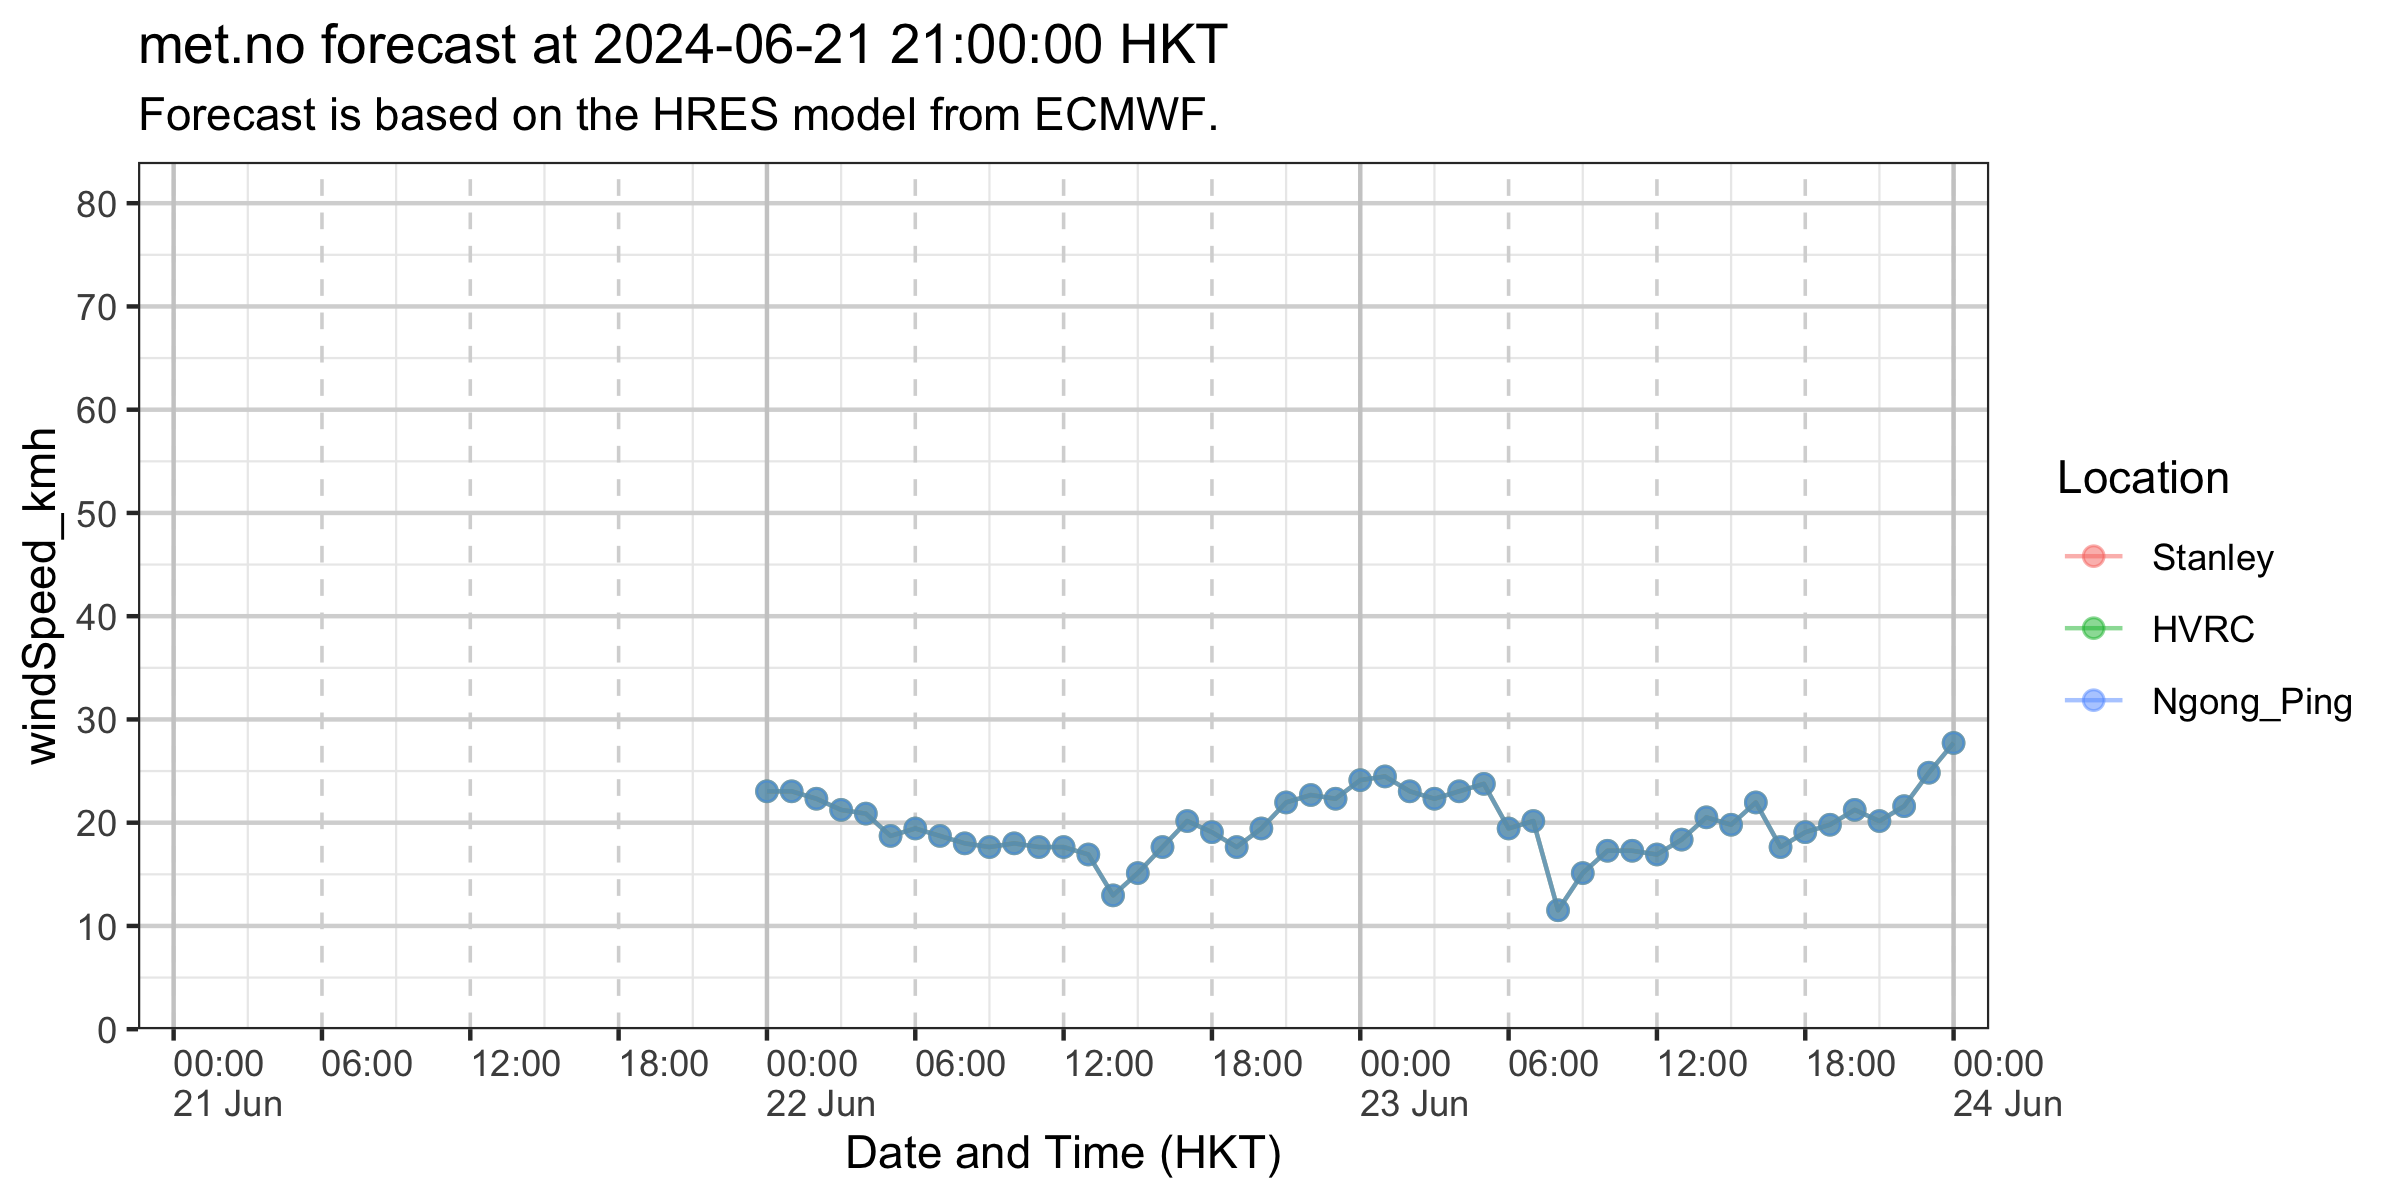 met.no forecast at 2024-06-21 21:00:00 HKT
Forecast is based on the HRES model from ECMWF.
windSpeed_kmh
80
70
60
50
40
30
20
10
0
00:00 06:00 12:00 18:00 00:00 06:00 12:00 18:00 00:00 06:00 12:00 18:00 00:00
21 Jun 22 Jun 23 Jun 24 Jun
Date and Time (HKT)
Location
Stanley
HVRC
Ngong_Ping